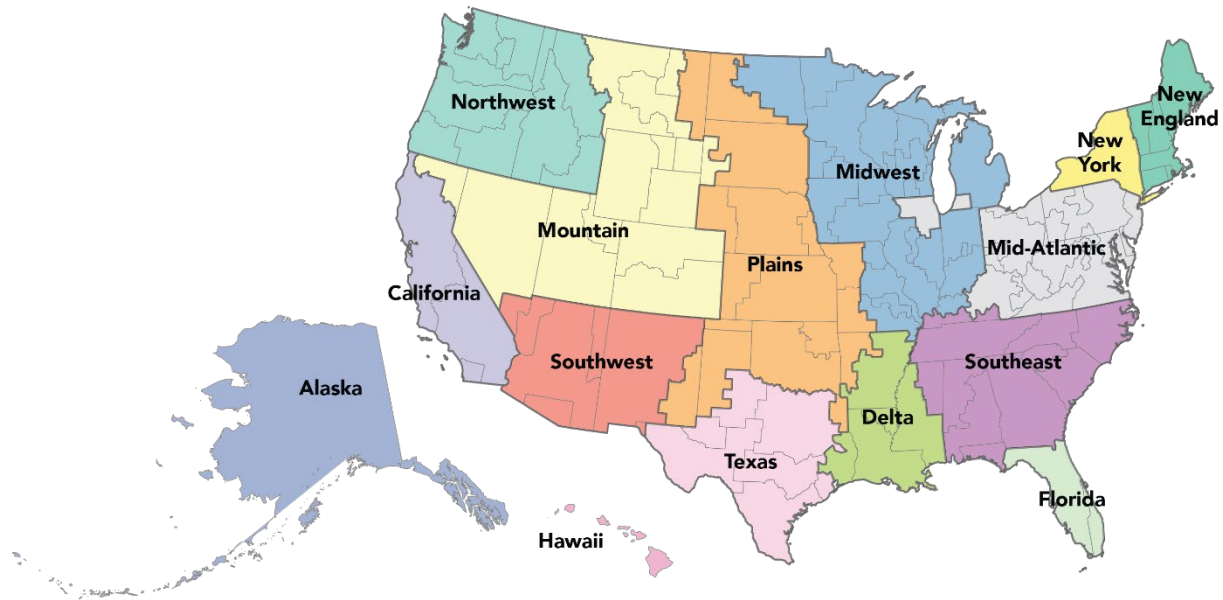 Northwest
New
England
New
York
Midwest
Mountain
Mid-Atlantic
Plains
California
Southwest
Southeast
Alaska
Delta
Texas
Florida
Hawaii